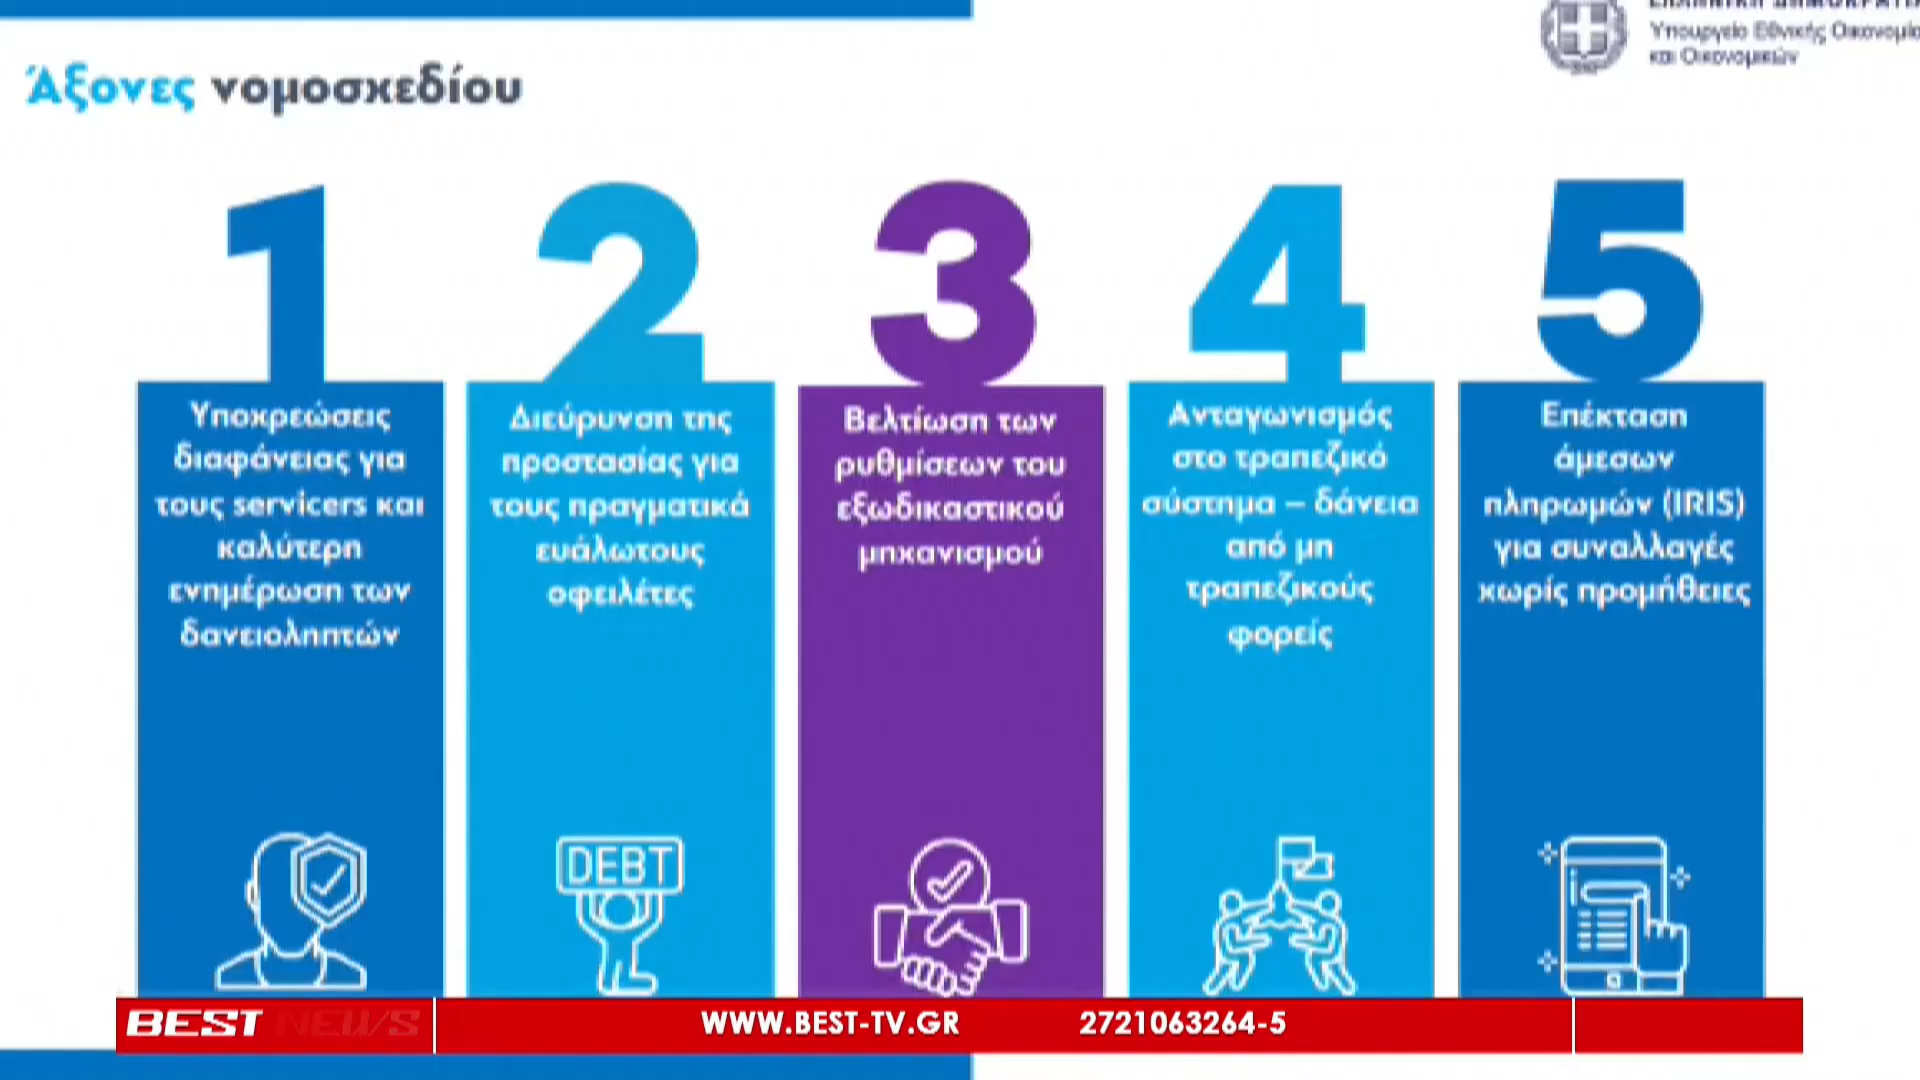 ΕΛΛΗΝΙΚΗ ΔΗΜΟΚΡΑΤΙΑ
Υπουργείο Εθνικής Οικονομία
και Οικονομικών
Άξονες νομοσχεδίου
1
Υποχρεώσεις
διαφάνειας για
τους servicers και
καλύτερη
ενημέρωση των
δανειοληπτών
2
Διεύρυνση της
προστασίας για
τους πραγματικά
ευάλωτους
οφειλέτες
DEBT
3
Βελτίωση των
ρυθμίσεων του
εξωδικαστικού
μηχανισμού
4
Ανταγωνισμός
στο τραπεζικό
σύστημα – δάνεια
από μη
τραπεζικούς
φορείς
5
Επέκταση
άμεσων
πληρωμών (IRIS)
για συναλλαγές
χωρίς προμήθειες
BEST NEWS
WWW.BEST-TV.GR 2721063264-5